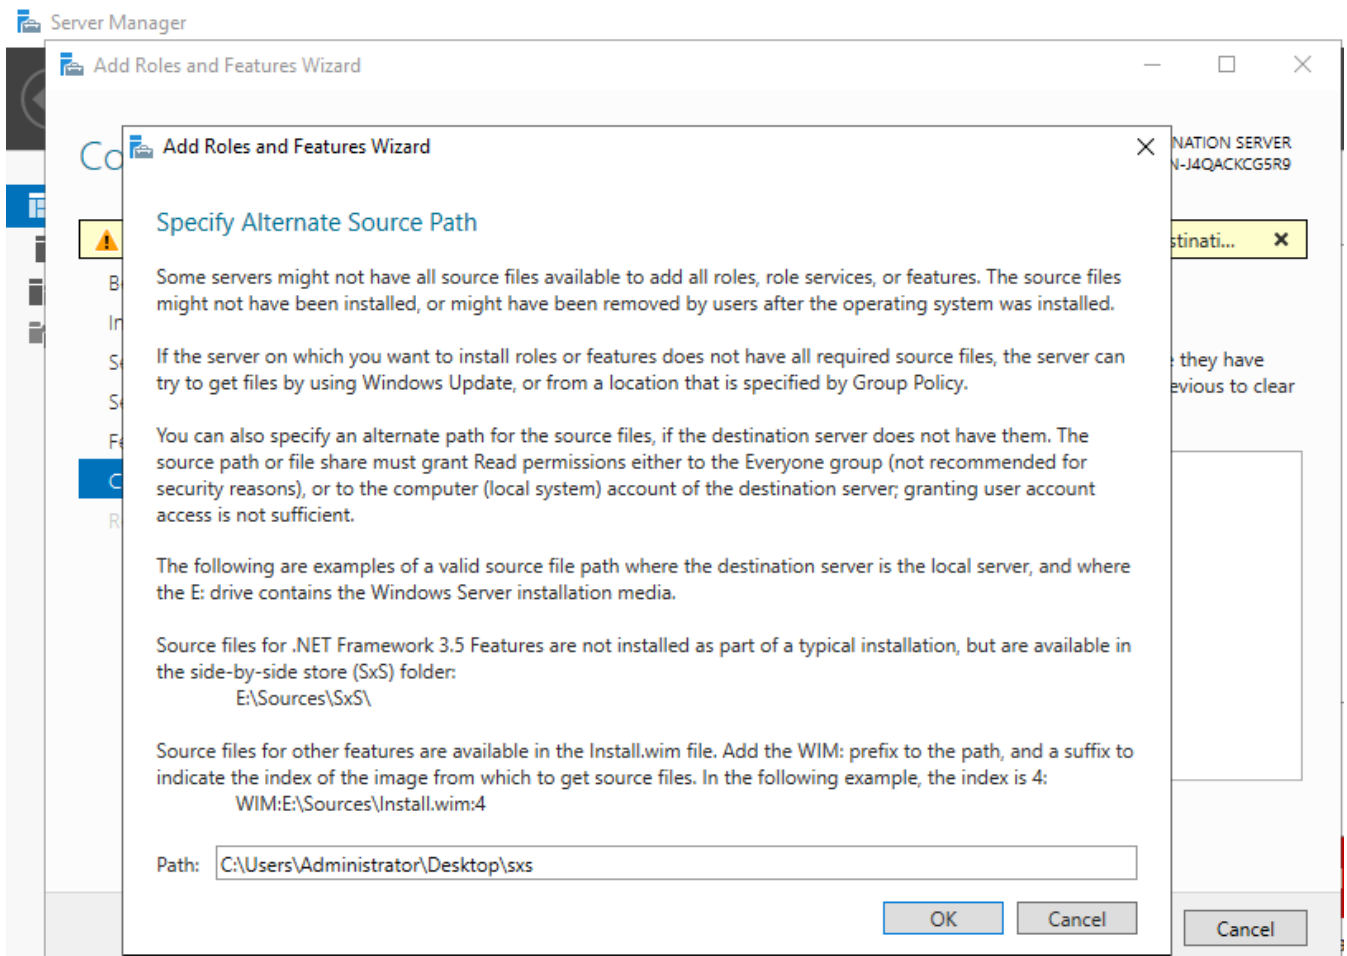 Server Manager
Add Roles and Features Wizard
Add Roles and Features Wizard
NATION SERVER
J4QACKCG5R9
Specify Alternate Source Path
stinati...
Some servers might not have all source files available to add all roles, role services, or features. The source files
might not have been installed, or might have been removed by users after the operating system was installed.
If the server on which you want to install roles or features does not have all required source files, the server can
try to get files by using Windows Update, or from a location that is specified by Group Policy.
they have
evious to clear
You can also specify an alternate path for the source files, if the destination server does not have them. The
source path or file share must grant Read permissions either to the Everyone group (not recommended for
security reasons), or to the computer (local system) account of the destination server; granting user account
access is not sufficient.
The following are examples of a valid source file path where the destination server is the local server, and where
the E: drive contains the Windows Server installation media.
Source files for .NET Framework 3.5 Features are not installed as part of a typical installation, but are available in
the side-by-side store (SxS) folder:
E:\Sources\SxS\
Source files for other features are available in the Install.wim file. Add the WIM: prefix to the path, and a suffix to
indicate the index of the image from which to get source files. In the following example, the index is 4:
WIM:E:\Sources\Install.wim:4
Path: C:\Users\Administrator\Desktop\sxs
OK
Cancel
Cancel